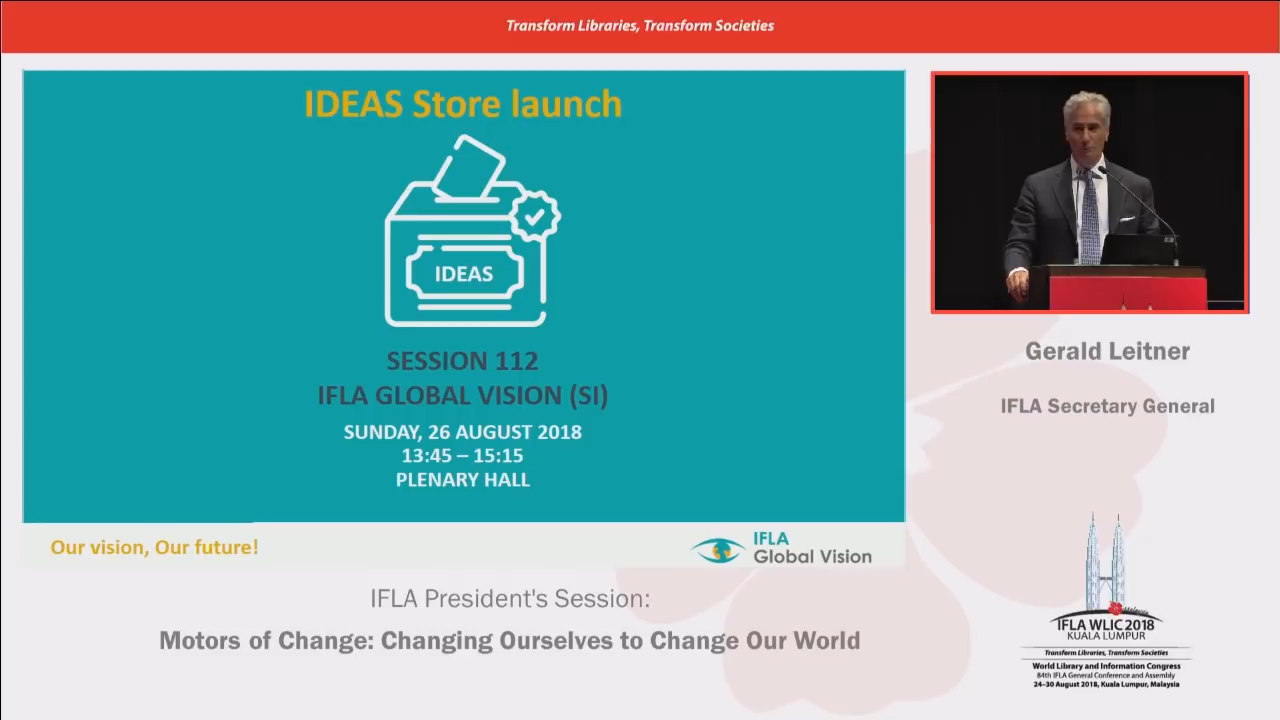 Transform Libraries, Transform Societies
IDEAS Store launch
IDEAS
SESSION 112
IFLA GLOBAL VISION (SI)
SUNDAY, 26 AUGUST 2018
13:45 – 15:15
PLENARY HALL
Our vision, Our future!
IFLA
Global Vision
Gerald Leitner
IFLA Secretary General
IFLA President's Session:
Motors of Change: Changing Ourselves to Change Our World
Malaysia
IFLA WLIC 2018
KUALA LUMPUR
Transform Libraries, Transform Societies
World Library and Information Congress
84th IFLA General Conference and Assembly
24–30 August 2018, Kuala Lumpur, Malaysia